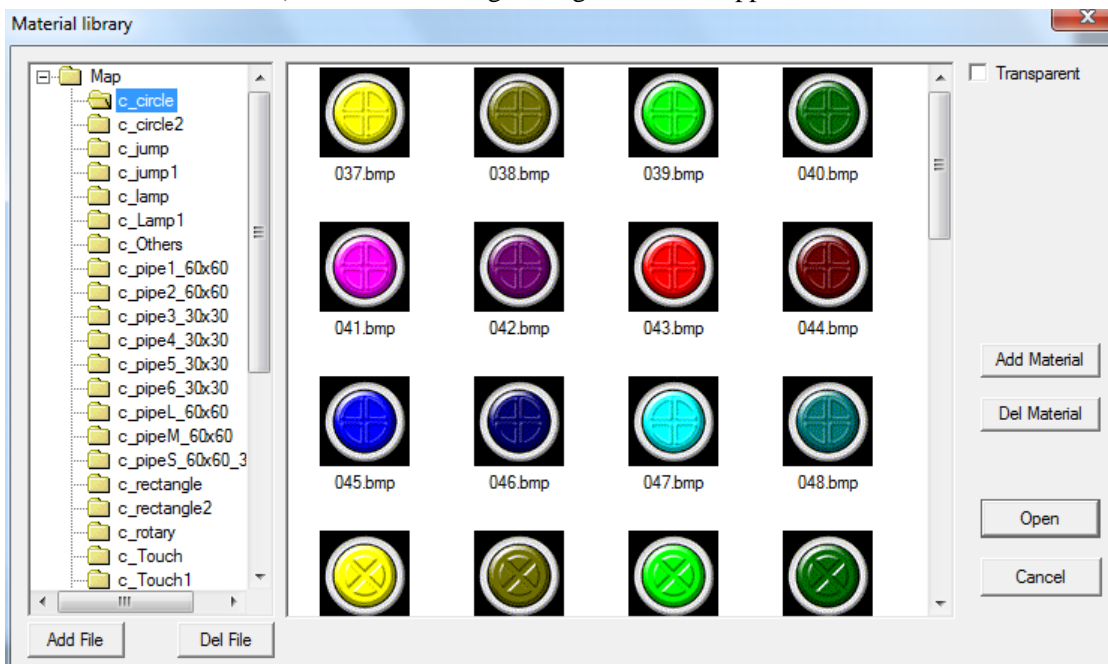 Material library
Map
c_circle
c_circle2
c_jump
c_jump1
c_lamp
c_Lamp1
c_Others
c_pipe1_60x60
c_pipe2_60x60
c_pipe3_30x30
c_pipe4_30x30
c_pipe5_30x30
c_pipe6_30x30
c_pipeL_60x60
c_pipeM_60x60
c_pipeS_60x60_3
c_rectangle
c_rectangle2
c_rotary
c_Touch
c_Touch1
Add File Del File
037.bmp 038.bmp 039.bmp 040.bmp
041.bmp 042.bmp 043.bmp 044.bmp
045.bmp 046.bmp 047.bmp 048.bmp
Transparent
Add Material
Del Material
Open
Cancel